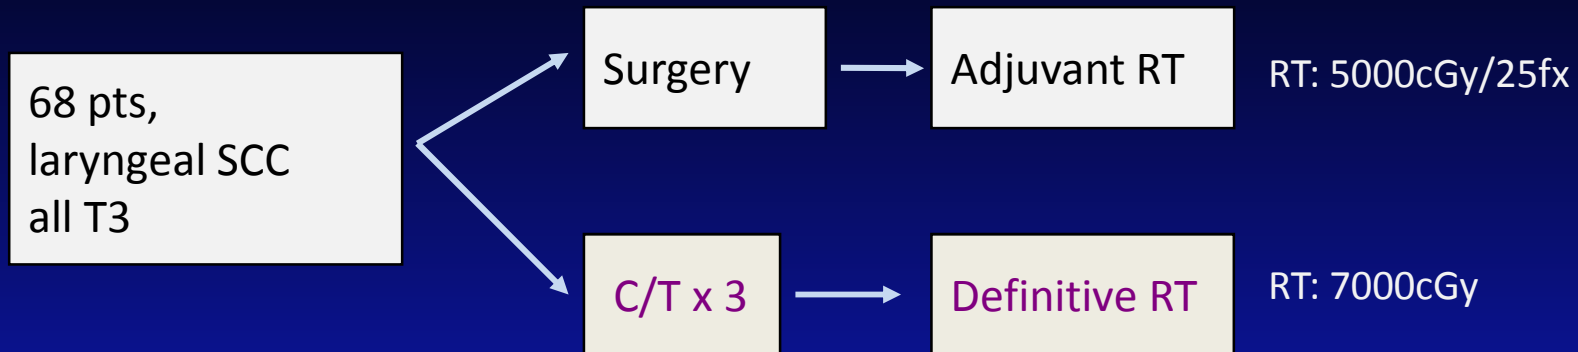 68 pts,
laryngeal SCC
all T3
Surgery
Adjuvant RT
RT: 5000cGy/25fx
C/T x 3
Definitive RT
RT: 7000cGy